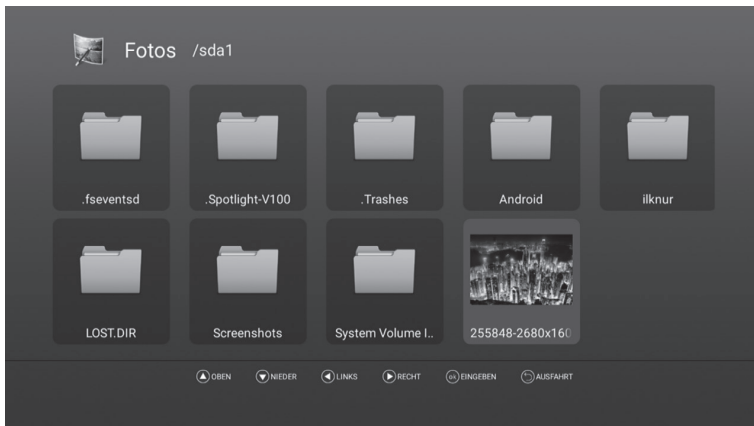 Fotos /sda1
.fseventsd .Spotlight-V100 .Trashes Android ilknur
LOST.DIR Screenshots System Volume I.. 255848-2680x160
OBEN NIEDER LINKS RECHT OK EINGEBEN AUSFAHRT